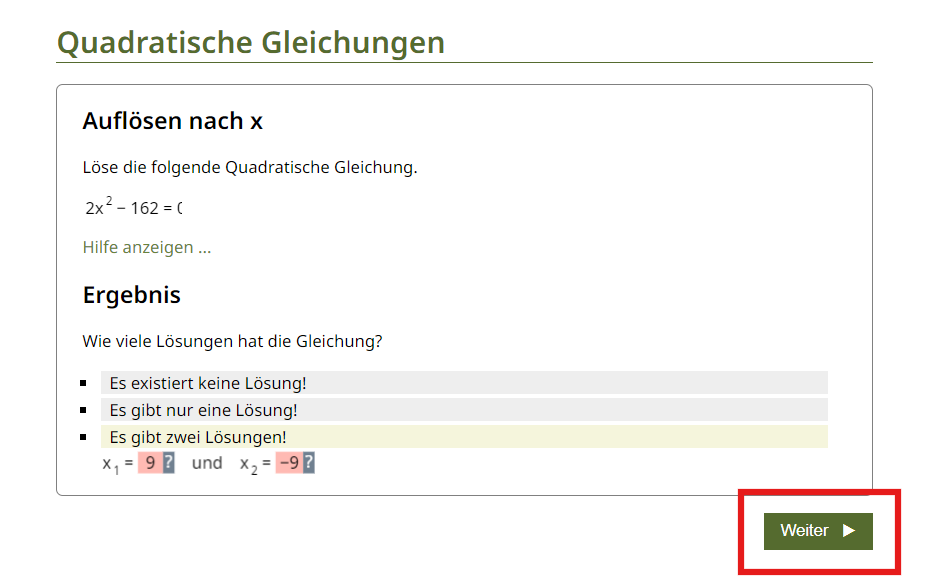 Quadratische Gleichungen
Auflösen nach x
Löse die folgende Quadratische Gleichung.
2x² − 162 = 0
Hilfe anzeigen ...
Ergebnis
Wie viele Lösungen hat die Gleichung?
Es existiert keine Lösung!
Es gibt nur eine Lösung!
Es gibt zwei Lösungen!
x₁ = 9 ? und x₂ = −9 ?
Weiter ▶